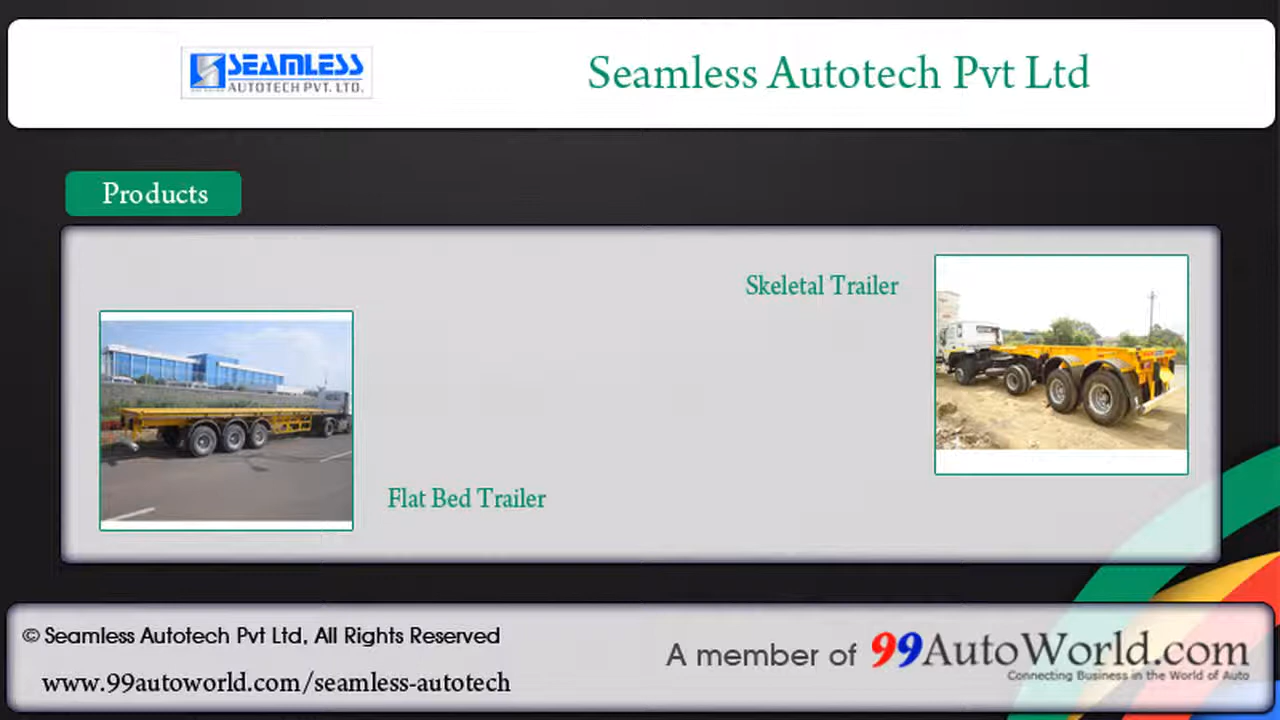 SEAMLESS
AUTOTECH PVT. LTD.
Seamless Autotech Pvt Ltd
Products
Skeletal Trailer
Flat Bed Trailer
© Seamless Autotech Pvt Ltd, All Rights Reserved
www.99autoworld.com/seamless-autotech
A member of 99AutoWorld.com
Connecting Business in the World of Auto